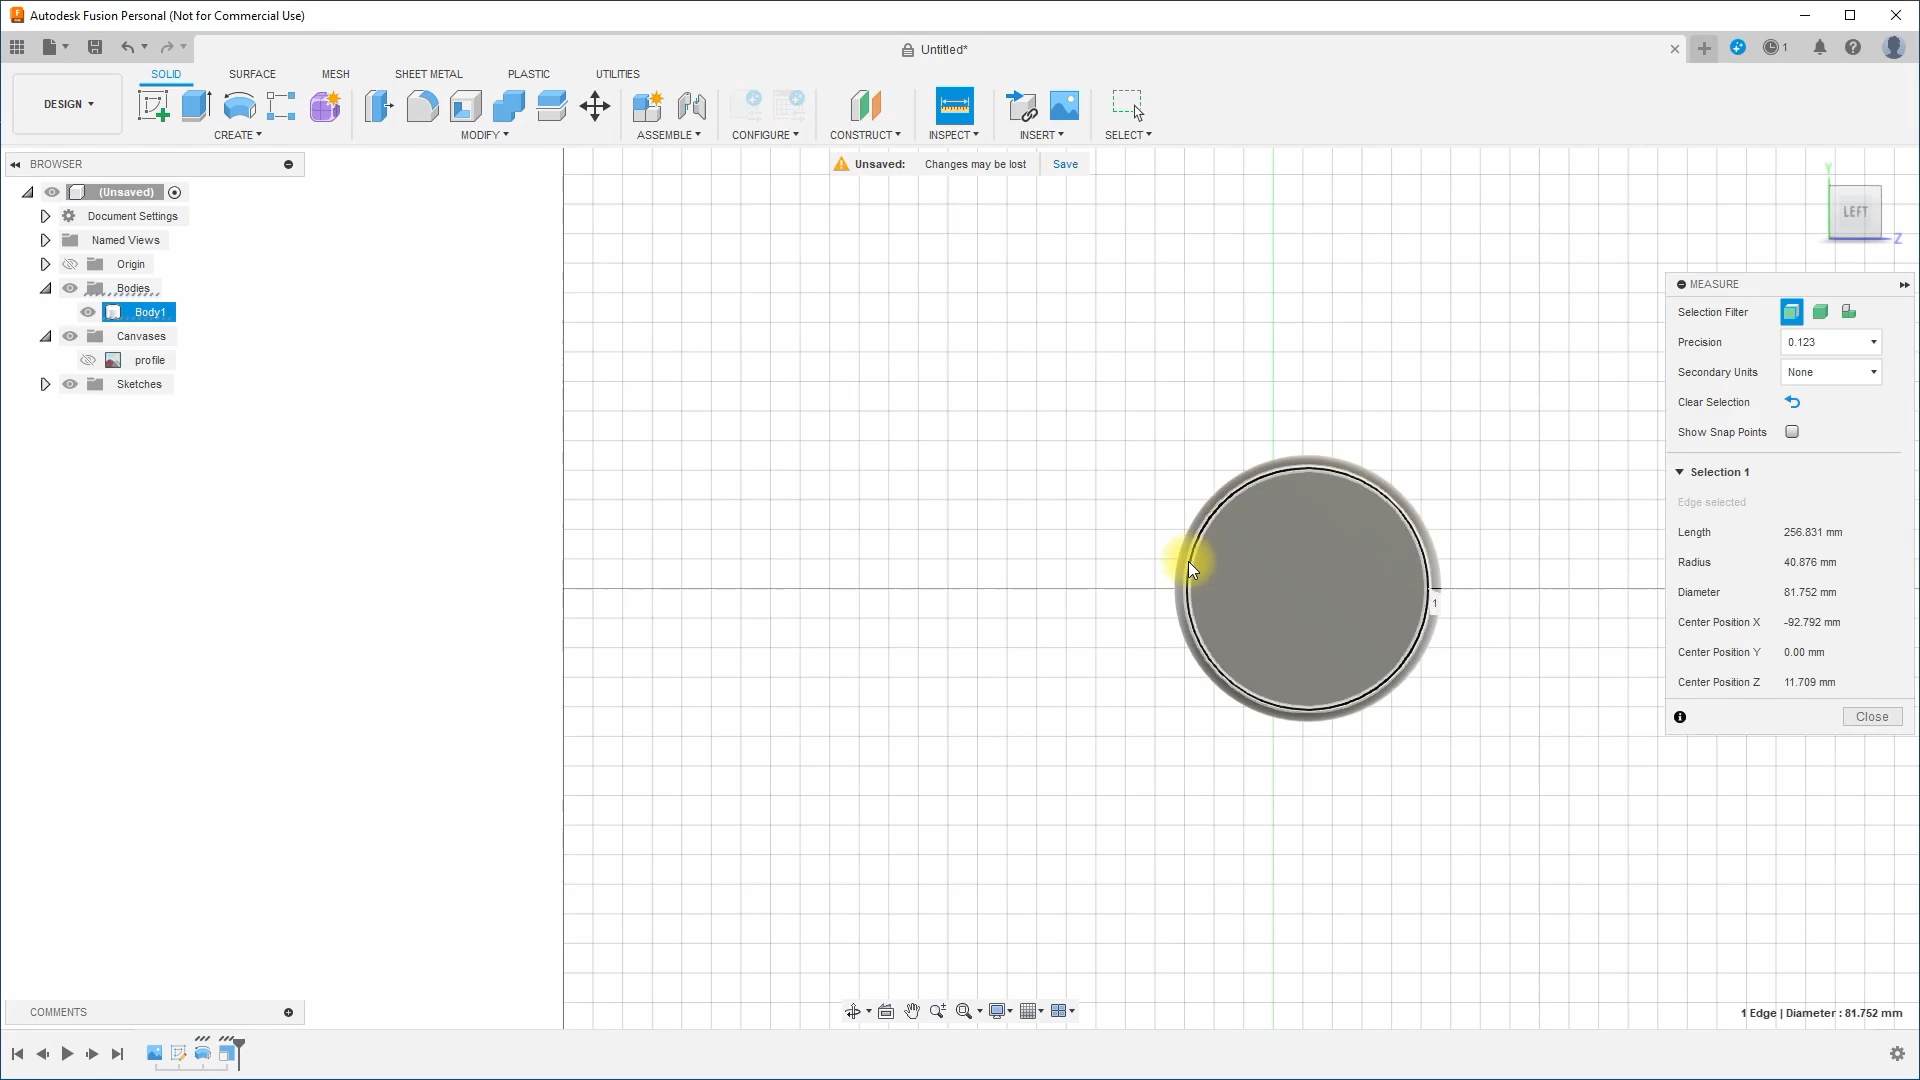 Autodesk Fusion Personal (Not for Commercial Use)
Untitled*
1
DESIGN
SOLID
SURFACE
MESH
SHEET METAL
PLASTIC
UTILITIES
CREATE
MODIFY
ASSEMBLE
CONFIGURE
CONSTRUCT
INSPECT
INSERT
SELECT
BROWSER
Unsaved: Changes may be lost Save
(Unsaved)
Document Settings
Named Views
Origin
Bodies
Body1
Canvases
profile
Sketches
Y
LEFT
Z
MEASURE
Selection Filter
Precision 0.123
Secondary Units None
Clear Selection
Show Snap Points
Selection 1
Edge selected
Length 256.831 mm
Radius 40.876 mm
Diameter 81.752 mm
Center Position X -92.792 mm
Center Position Y 0.00 mm
Center Position Z 11.709 mm
Close
1
COMMENTS
1 Edge | Diameter : 81.752 mm